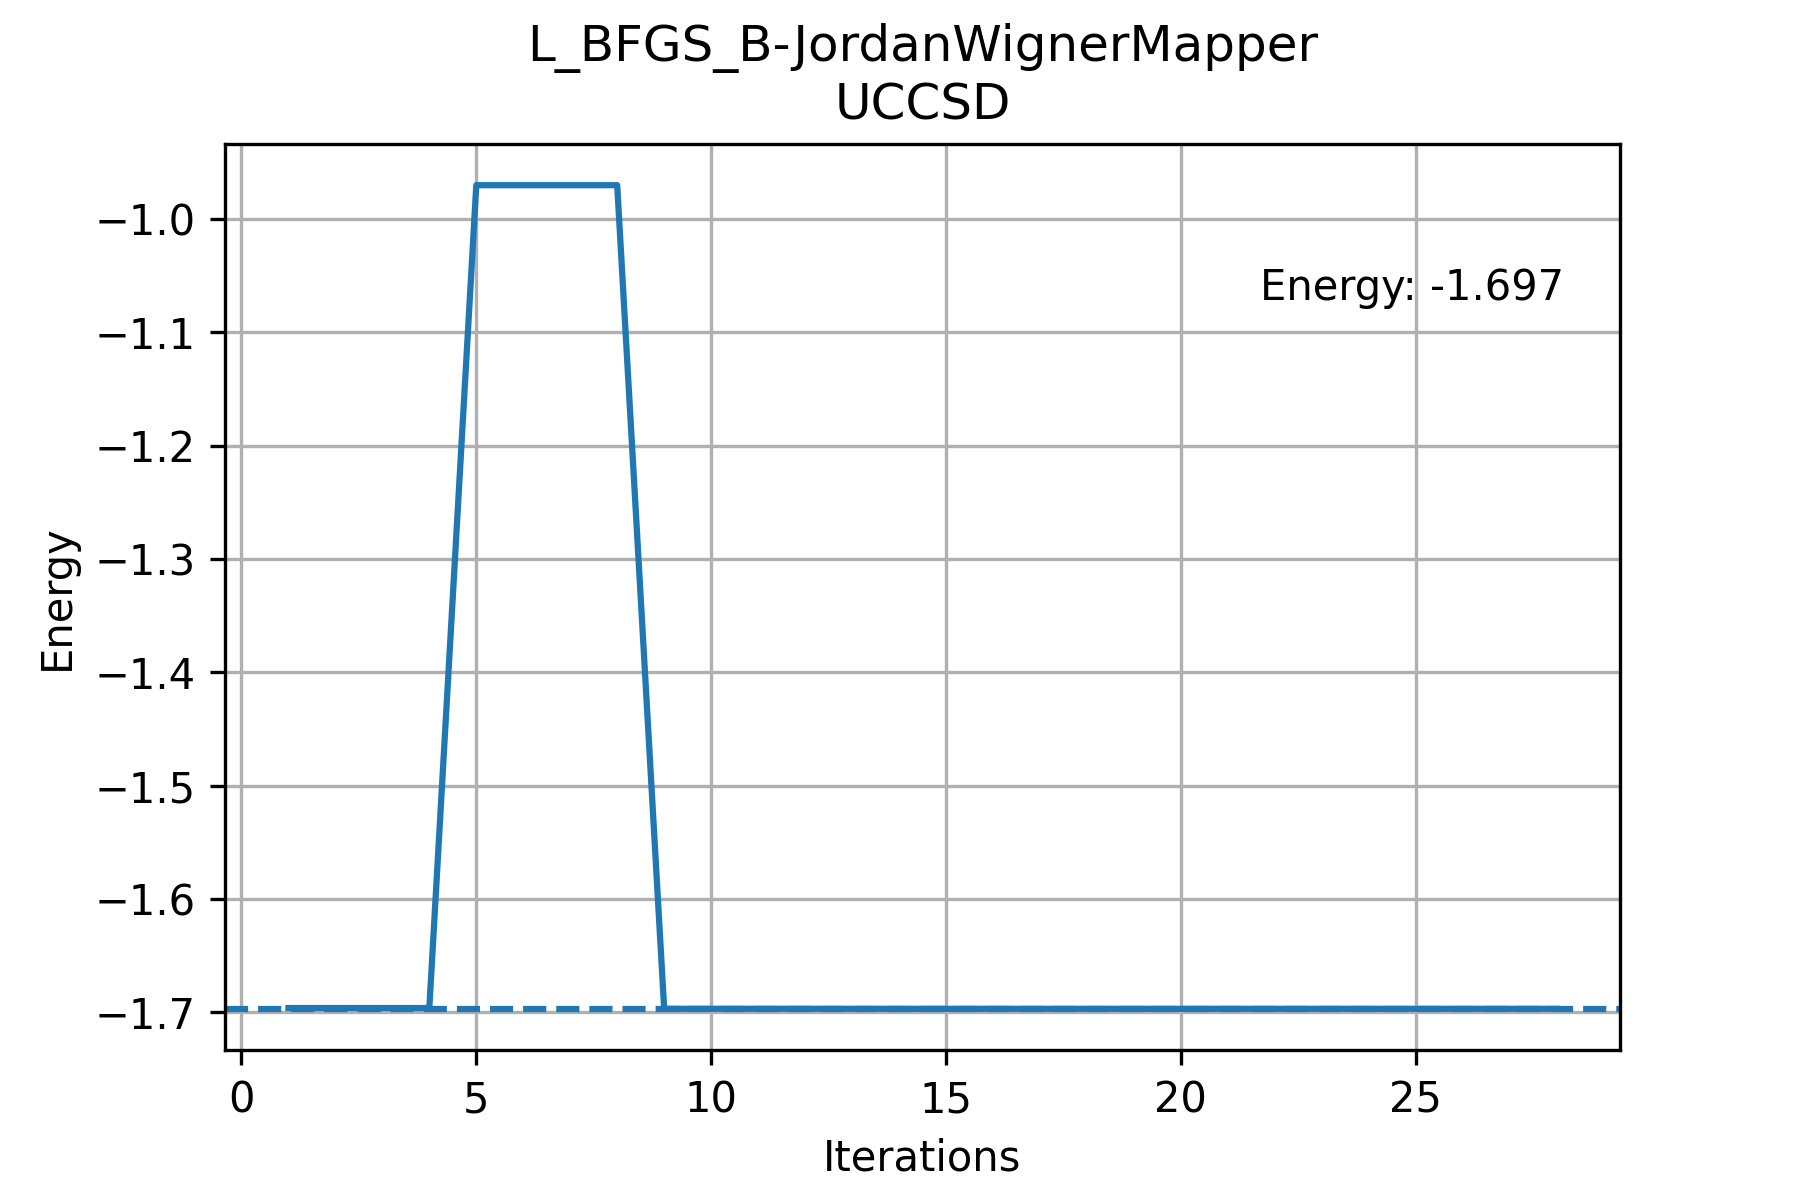 L_BFGS_B-JordanWignerMapper
UCCSD
Energy
−1.0
−1.1
−1.2
−1.3
−1.4
−1.5
−1.6
−1.7
Energy: -1.697
0 5 10 15 20 25
Iterations